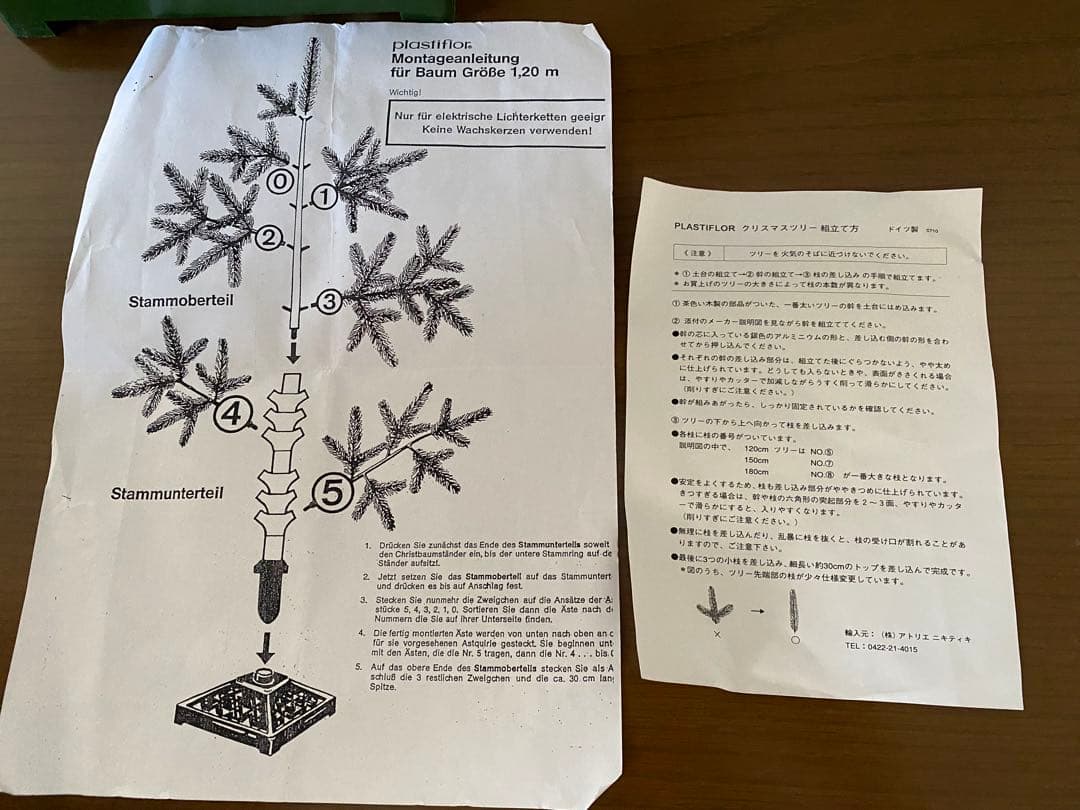 plastiflor®
Montageanleitung
für Baum Größe 1,20 m
Wichtig!
Nur für elektrische Lichterketten geeigr
Keine Wachskerzen verwenden!
0
1
2
3
Stammoberteil
4
5
Stammunterteil
1. Drücken Sie zunächst das Ende des Stammunterteils soweit
den Christbaumständer ein, bis der untere Stammring auf de
Ständer aufsitzt.
2. Jetzt setzen Sie das Stammoberteil auf das Stammunter
und drücken es bis auf Anschlag fest.
3. Stecken Sie nunmehr die Zweigchen auf die Ansätze der A
stücke 5, 4, 3, 2, 1, 0. Sortieren Sie dann die Äste nach d
Nummern die Sie auf ihrer Unterseite finden.
4. Die fertig montierten Äste werden von unten nach oben an
für sie vorgesehenen Astquirle gesteckt. Sie beginnen unt
mit den Ästen, die die Nr. 5 tragen, dann die Nr. 4 . . . bis
5. Auf das obere Ende des Stammoberteils stecken Sie als A
schluß die 3 restlichen Zweigchen und die ca. 30 cm lan
Spitze.
PLASTIFLOR クリスマスツリー 組立て方 ドイツ製
《注意》 ツリーを火気のそばに近づけないでください。
* ①土台の組立て→②幹の組立て→③枝の差し込み の手順で組立てます。
* お買上げのツリーの大きさによって枝の本数が異なります。
① 茶色い木製の部品がついた、一番太いツリーの幹を土台にはめ込みます。
② 添付のメーカー説明図を見ながら幹を組立ててください。
●幹の芯に入っている銀色のアルミニウムの形と、差し込む側の幹の形を合わ
せてから押し込んでください。
●それぞれの幹の差し込み部分は、組立てた後にぐらつかないよう、やや太め
に仕上げられています。どうしても入らないときや、表面がささくれる場合
は、やすりやカッターで加減しながらうすく削って滑らかにしてください。
(削りすぎにご注意ください。)
●幹が組みあがったら、しっかり固定されているかを確認してください。
③ ツリーの下から上へ向かって枝を差し込みます。
●各枝に枝の番号がついています。
説明図の中で、 120cm ツリーは NO.⑤
150cm NO.⑦
180cm NO.⑧ が一番大きな枝となります。
●安定をよくするため、枝も差し込み部分がややきつめに仕上げられています。
きつすぎる場合は、幹や枝の六角形の突起部分を2〜3面、やすりやカッタ
ーで滑らかにすると、入りやすくなります。
(削りすぎにご注意ください。)
●無理に枝を差し込んだり、乱暴に枝を抜くと、枝の受け口が割れることがあ
りますので、ご注意下さい。
●最後に3つの小枝を差し込み、細長い約30cmのトップを差し込んで完成です。
*図のうち、ツリー先端部の枝が少々仕様変更しています。
→
× ○
輸入元:(株)アトリエ ニキティキ
TEL:0422-21-4015